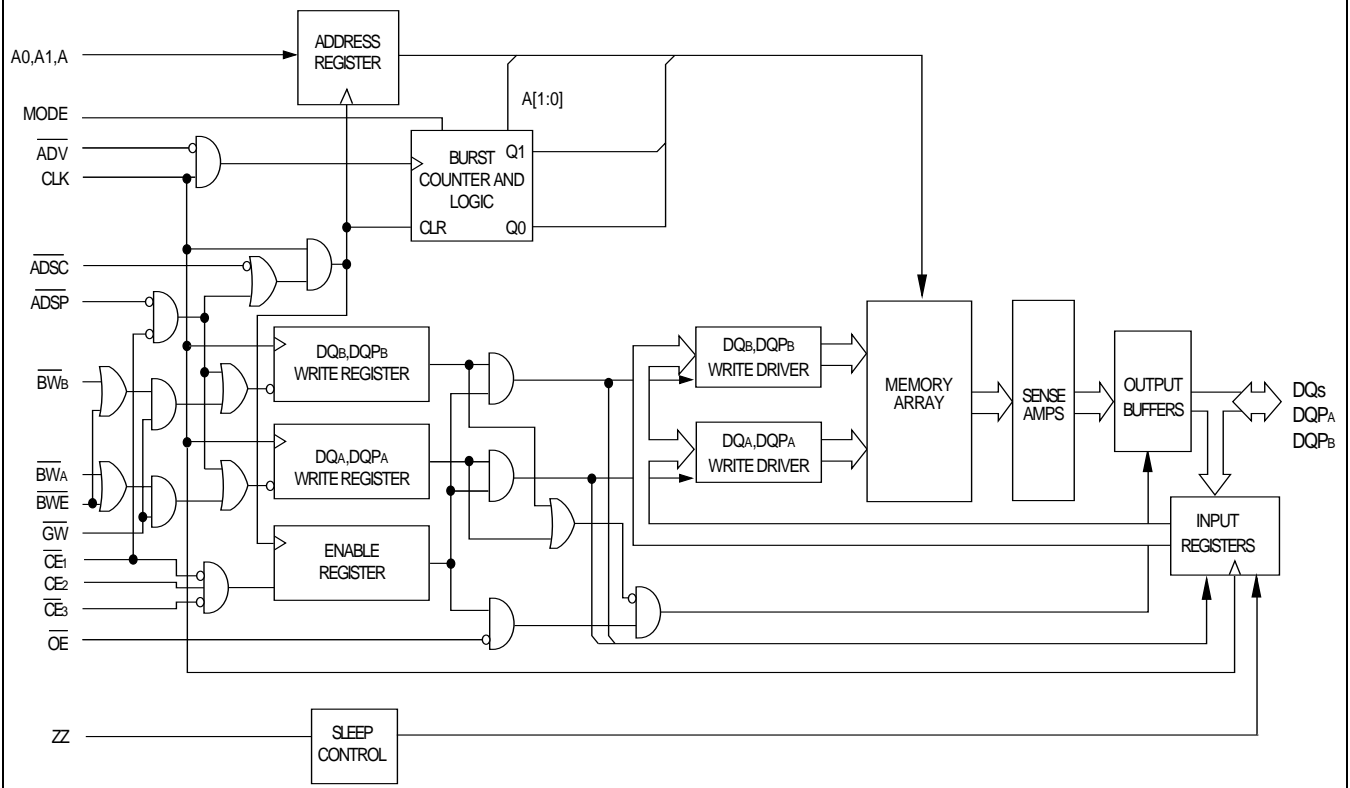 A0,A1,A
ADDRESS
REGISTER
MODE
A[1:0]
ADV
CLK
BURST
COUNTER AND
LOGIC
Q1
CLR
Q0
ADSC
ADSP
DQB,DQPB
WRITE REGISTER
DQB,DQPB
WRITE DRIVER
MEMORY
ARRAY
SENSE
AMPS
OUTPUT
BUFFERS
DQs
DQPA
DQPB
BWB
DQA,DQPA
WRITE REGISTER
DQA,DQPA
WRITE DRIVER
BWA
BWE
GW
INPUT
REGISTERS
CE1
CE2
CE3
ENABLE
REGISTER
OE
ZZ
SLEEP
CONTROL